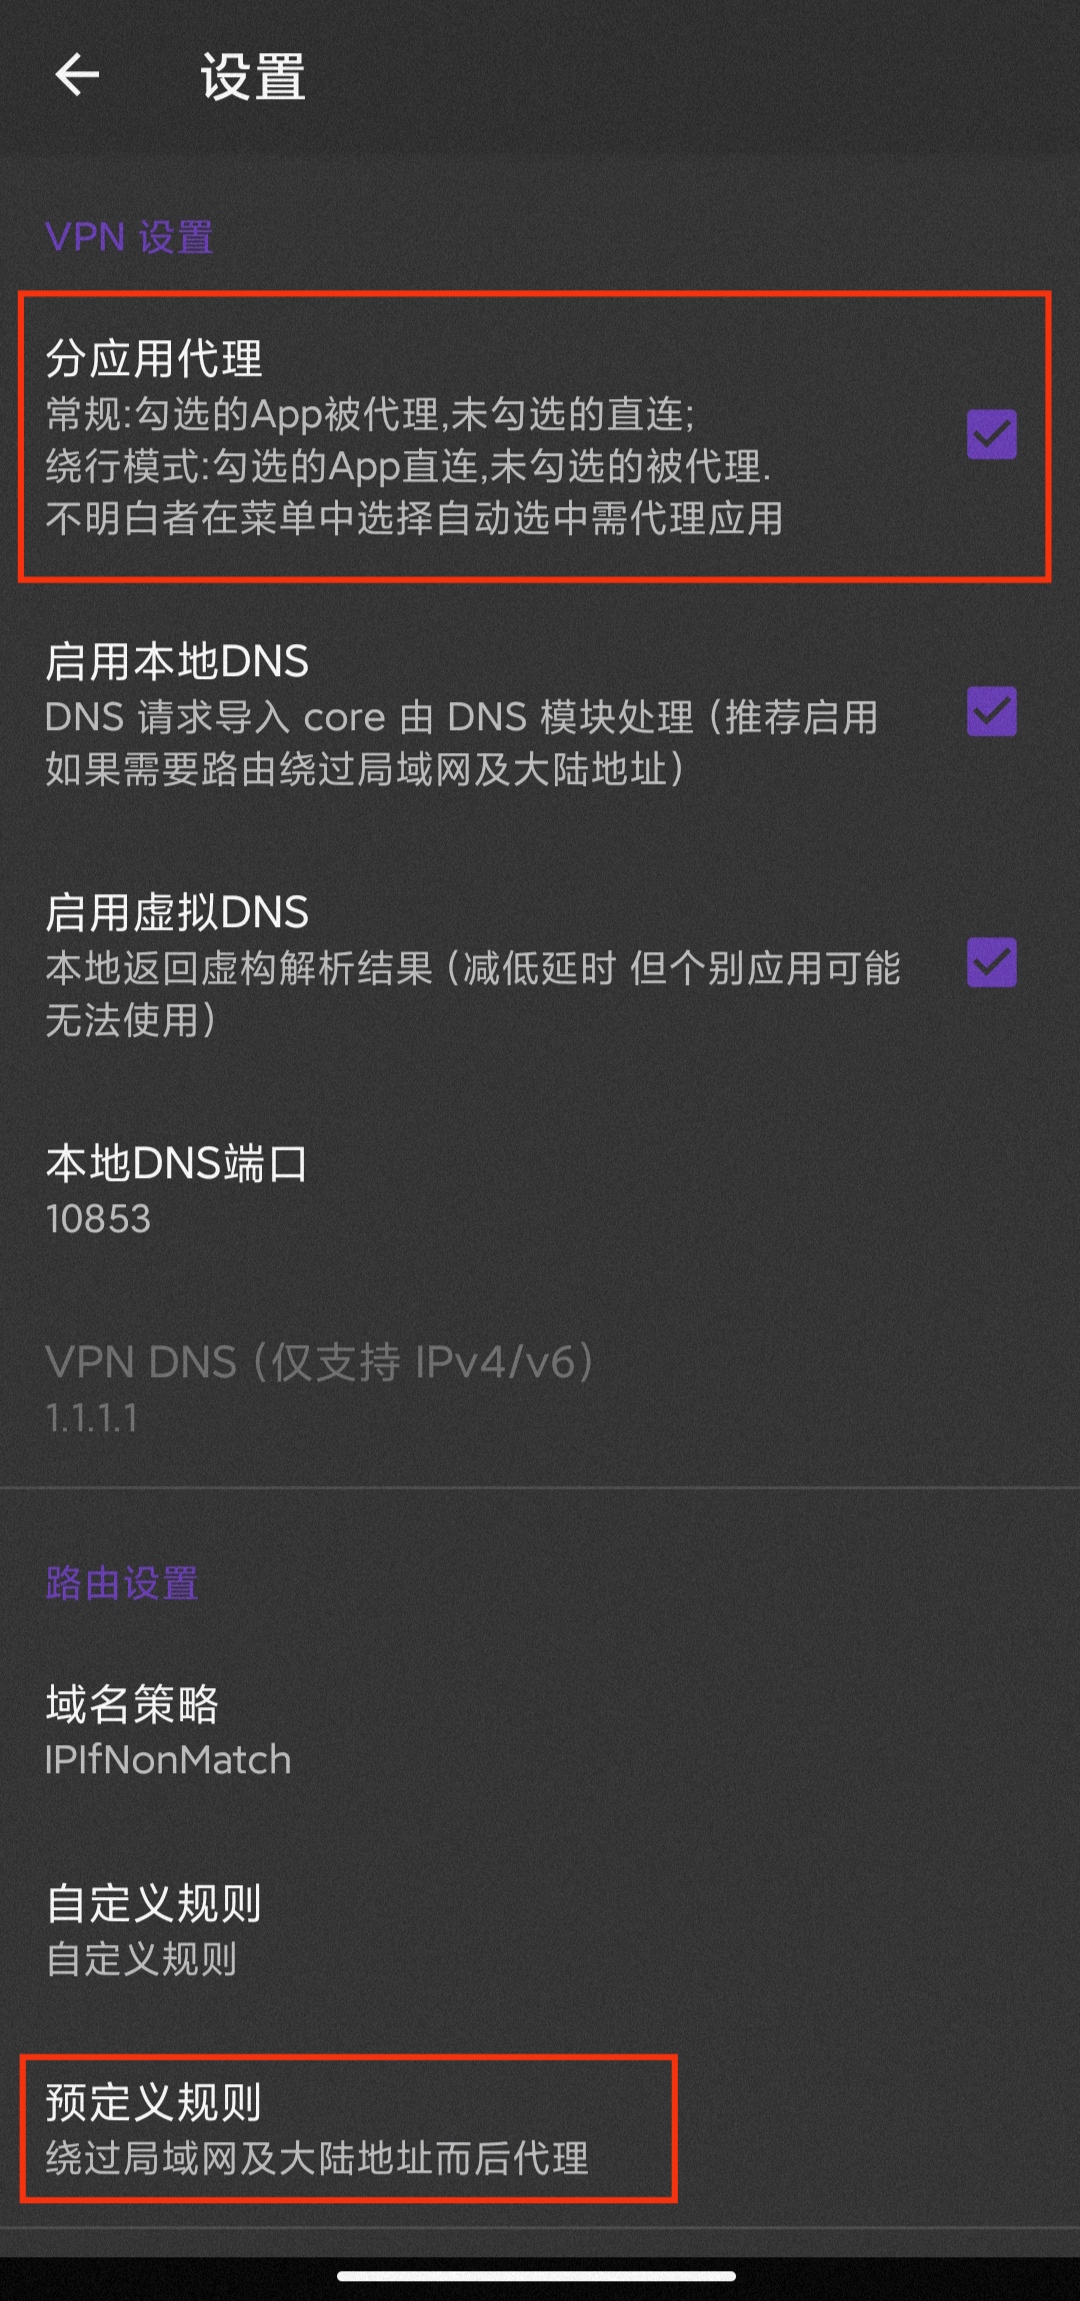 设置
VPN 设置
分应用代理
常规:勾选的App被代理,未勾选的直连;
绕行模式:勾选的App直连,未勾选的被代理.
不明白者在菜单中选择自动选中需代理应用
启用本地DNS
DNS 请求导入 core 由 DNS 模块处理 (推荐启用
如果需要路由绕过局域网及大陆地址)
启用虚拟DNS
本地返回虚构解析结果 (减低延时 但个别应用可能
无法使用)
本地DNS端口
10853
VPN DNS (仅支持 IPv4/v6)
1.1.1.1
路由设置
域名策略
IPIfNonMatch
自定义规则
自定义规则
预定义规则
绕过局域网及大陆地址而后代理